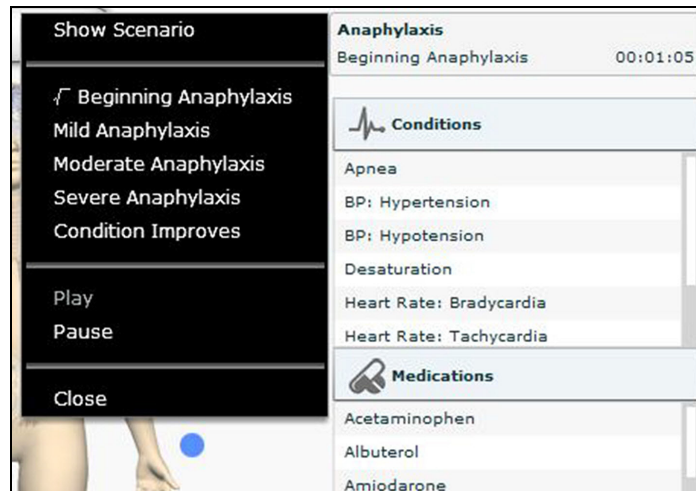 Show Scenario
√ Beginning Anaphylaxis
Mild Anaphylaxis
Moderate Anaphylaxis
Severe Anaphylaxis
Condition Improves
Play
Pause
Close
Anaphylaxis
Beginning Anaphylaxis 00:01:05
Conditions
Apnea
BP: Hypertension
BP: Hypotension
Desaturation
Heart Rate: Bradycardia
Heart Rate: Tachycardia
Medications
Acetaminophen
Albuterol
Amiodarone